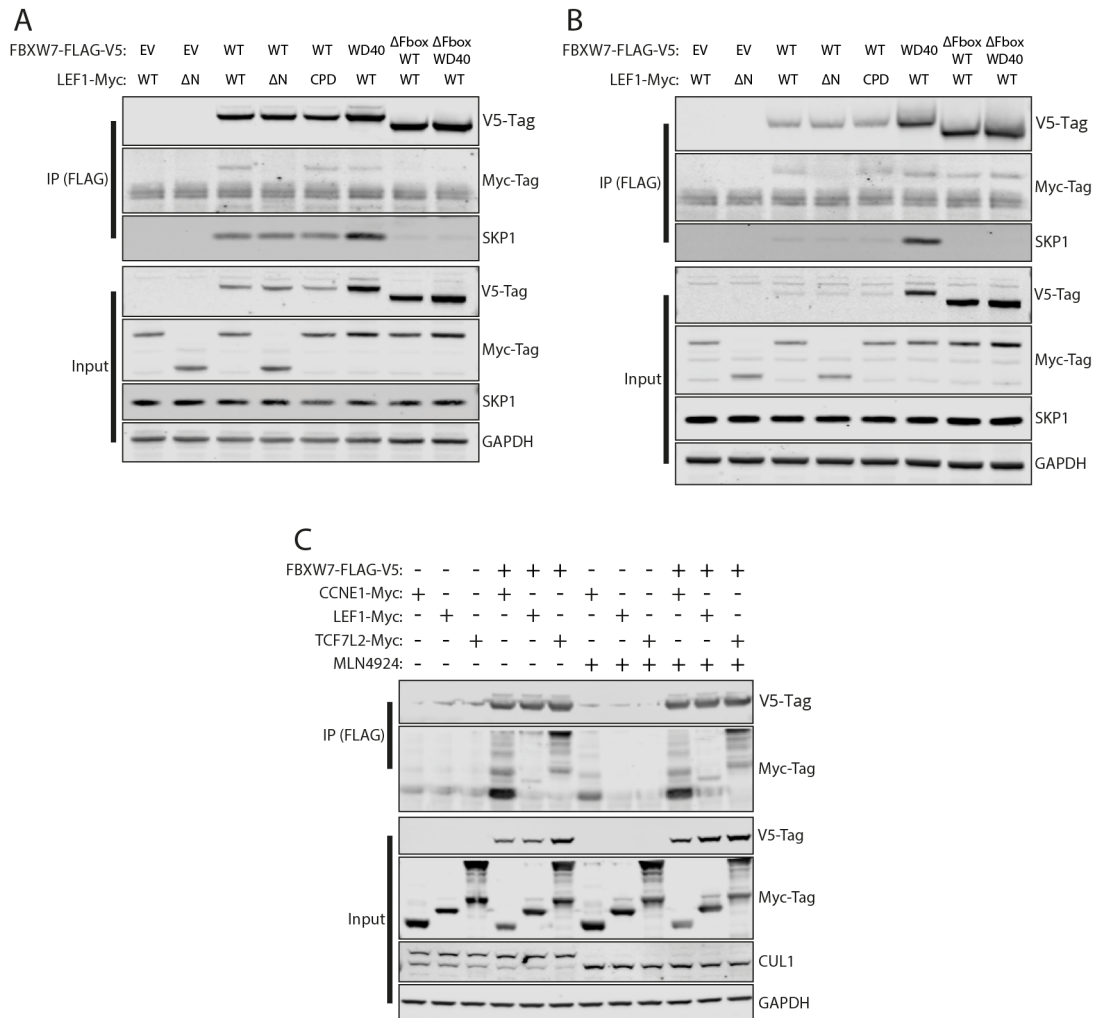 A
ΔFbox ΔFbox
FBXW7-FLAG-V5: EV EV WT WT WT WD40 WT WD40
LEF1-Myc: WT ΔN WT ΔN CPD WT WT WT
V5-Tag
IP (FLAG)
Myc-Tag
SKP1
V5-Tag
Myc-Tag
Input
SKP1
GAPDH
B
ΔFbox ΔFbox
FBXW7-FLAG-V5: EV EV WT WT WT WD40 WT WD40
LEF1-Myc: WT ΔN WT ΔN CPD WT WT WT
V5-Tag
IP (FLAG)
Myc-Tag
SKP1
V5-Tag
Myc-Tag
Input
SKP1
GAPDH
C
FBXW7-FLAG-V5: - - - + + + - - - + + +
CCNE1-Myc: + - - + - - + - - + - -
LEF1-Myc: - + - - + - - + - - + -
TCF7L2-Myc: - - + - - + - - + - - +
MLN4924: - - - - - - + + + + + +
V5-Tag
IP (FLAG)
Myc-Tag
V5-Tag
Myc-Tag
Input
CUL1
GAPDH